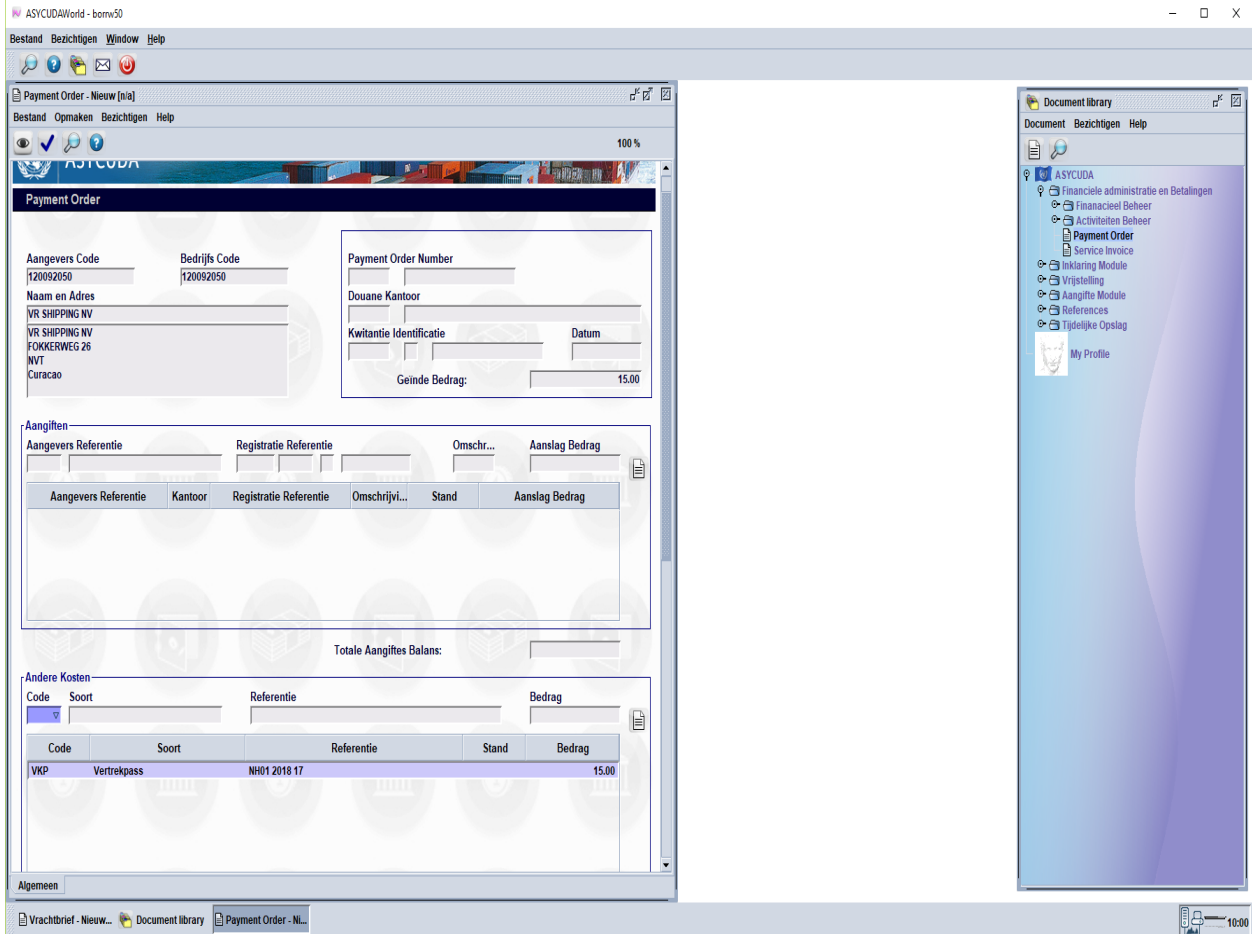 ASYCUDAWorld - borrw50
Bestand Bezichtigen Window Help
Payment Order - Nieuw [n/a]
Bestand Opmaken Bezichtigen Help
100 %
ASYCUDA
Payment Order
Aangevers Code Bedrijfs Code
120092050 120092050
Naam en Adres
VR SHIPPING NV
VR SHIPPING NV
FOKKERWEG 26
NVT
Curacao
Payment Order Number
Douane Kantoor
Kwitantie Identificatie Datum
Geïnde Bedrag: 15.00
Aangiften
Aangevers Referentie Registratie Referentie Omschr... Aanslag Bedrag
Aangevers Referentie Kantoor Registratie Referentie Omschrijvi... Stand Aanslag Bedrag
Totale Aangiftes Balans:
Andere Kosten
Code Soort Referentie Bedrag
Code Soort Referentie Stand Bedrag
VKP Vertrekpass NH01 2018 17 15.00
Algemeen
Document library
Document Bezichtigen Help
ASYCUDA
Financiele administratie en Betalingen
Finanacieel Beheer
Activiteiten Beheer
Payment Order
Service Invoice
Inklaring Module
Vrijstelling
Aangifte Module
References
Tijdelijke Opslag
My Profile
Vrachtbrief - Nieuw... Document library Payment Order - Ni...
10:00